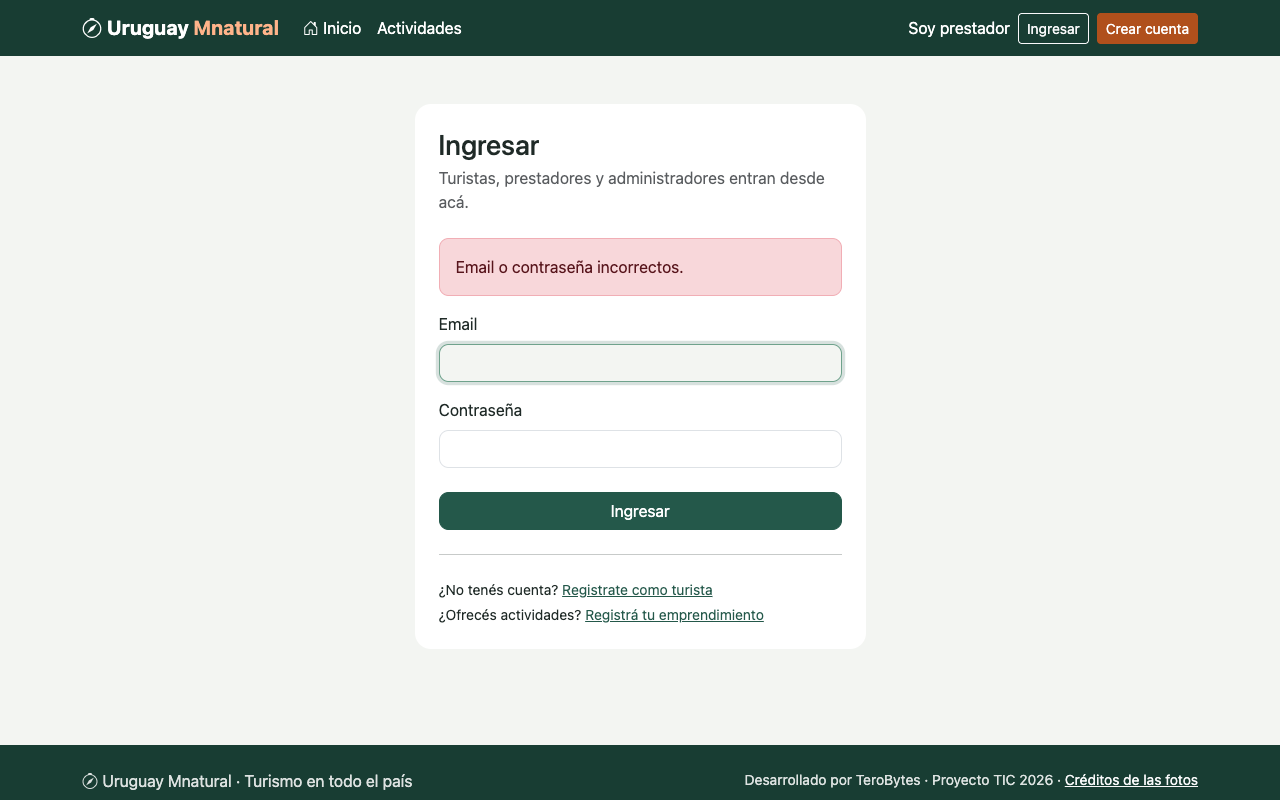 Uruguay Mnatural
Inicio
Actividades
Soy prestador
Ingresar
Crear cuenta
Ingresar
Turistas, prestadores y administradores entran desde
acá.
Email o contraseña incorrectos.
Email
Contraseña
Ingresar
¿No tenés cuenta? Registrate como turista
¿Ofrecés actividades? Registrá tu emprendimiento
Uruguay Mnatural · Turismo en todo el país
Desarrollado por TeroBytes · Proyecto TIC 2026 · Créditos de las fotos